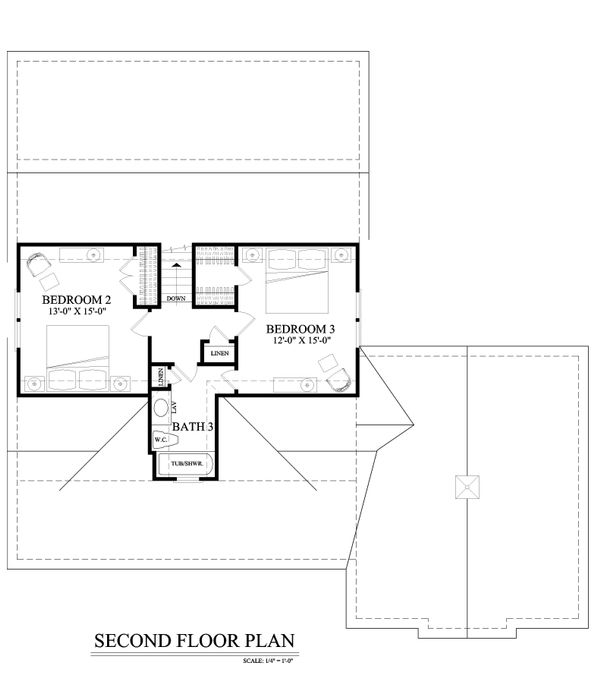 DOWN
BEDROOM 2
13'-0" X 15'-0"
BEDROOM 3
12'-0" X 15'-0"
LINEN
LINEN
LAV
BATH 3
W.C.
TUB/SHWR.
SECOND FLOOR PLAN
SCALE: 1/4" = 1'-0"